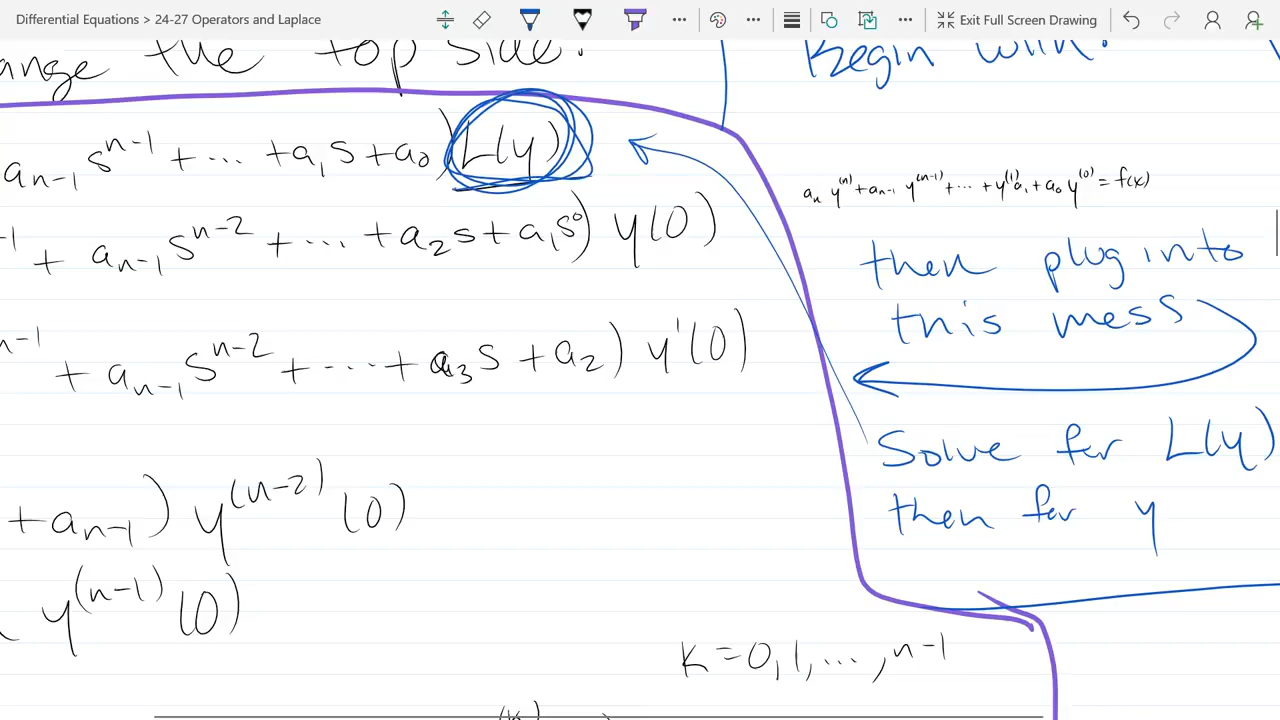 Differential Equations > 24-27 Operators and Laplace
Exit Full Screen Drawing
ange the top side.
Begin with:
a_{n-1} s^{n-1} + ... + a_1 s + a_0 ) L(y)
a_n y^{(n)} + a_{n-1} y^{(n-1)} + ... + y^{(1)} a_1 + a_0 y^{(0)} = f(x)
-1 + a_{n-1} s^{n-2} + ... + a_2 s + a_1 s^0 ) y(0)
then plug into
this mess
n-1 + a_{n-1} s^{n-2} + ... + a_3 s + a_2 ) y'(0)
Solve for L(y)
then for y
+ a_{n-1} ) y^{(n-2)} (0)
y^{(n-1)} (0)
K = 0, 1, ..., n-1
(k)